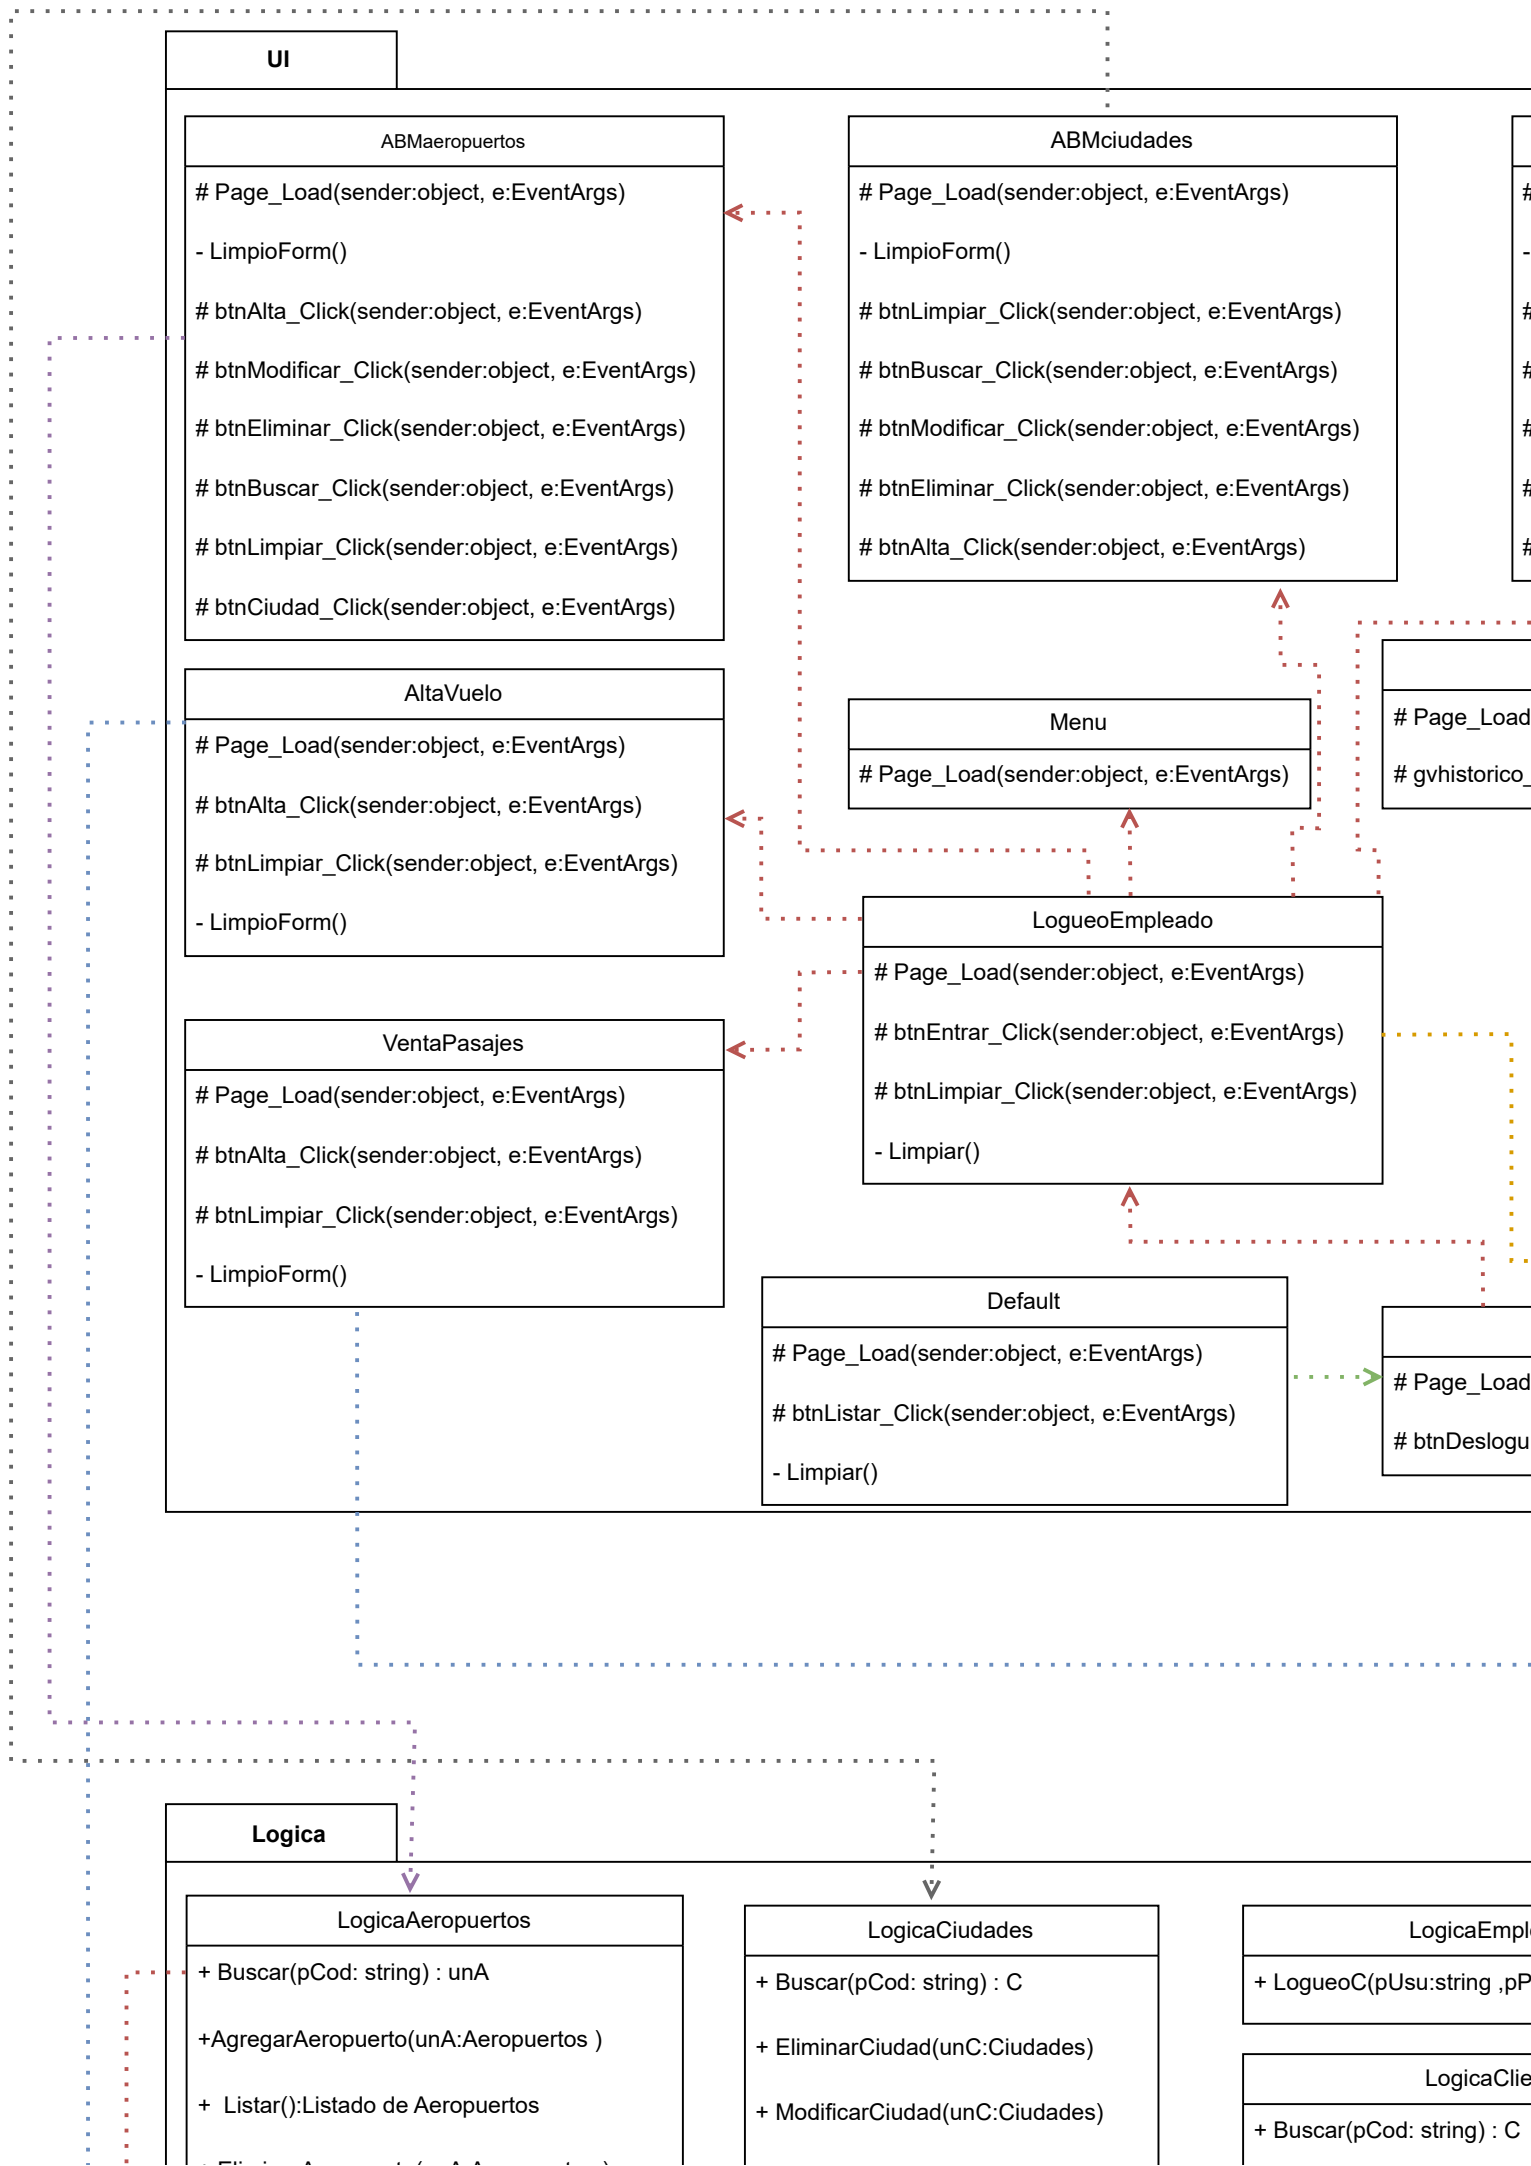 UI
ABMaeropuertos
# Page_Load(sender:object, e:EventArgs)
- LimpioForm()
# btnAlta_Click(sender:object, e:EventArgs)
# btnModificar_Click(sender:object, e:EventArgs)
# btnEliminar_Click(sender:object, e:EventArgs)
# btnBuscar_Click(sender:object, e:EventArgs)
# btnLimpiar_Click(sender:object, e:EventArgs)
# btnCiudad_Click(sender:object, e:EventArgs)
ABMciudades
# Page_Load(sender:object, e:EventArgs)
- LimpioForm()
# btnLimpiar_Click(sender:object, e:EventArgs)
# btnBuscar_Click(sender:object, e:EventArgs)
# btnModificar_Click(sender:object, e:EventArgs)
# btnEliminar_Click(sender:object, e:EventArgs)
# btnAlta_Click(sender:object, e:EventArgs)
#
-
#
#
#
#
#
AltaVuelo
# Page_Load(sender:object, e:EventArgs)
# btnAlta_Click(sender:object, e:EventArgs)
# btnLimpiar_Click(sender:object, e:EventArgs)
- LimpioForm()
Menu
# Page_Load(sender:object, e:EventArgs)
# Page_Load
# gvhistorico_
LogueoEmpleado
# Page_Load(sender:object, e:EventArgs)
# btnEntrar_Click(sender:object, e:EventArgs)
# btnLimpiar_Click(sender:object, e:EventArgs)
- Limpiar()
VentaPasajes
# Page_Load(sender:object, e:EventArgs)
# btnAlta_Click(sender:object, e:EventArgs)
# btnLimpiar_Click(sender:object, e:EventArgs)
- LimpioForm()
Default
# Page_Load(sender:object, e:EventArgs)
# btnListar_Click(sender:object, e:EventArgs)
- Limpiar()
# Page_Load
# btnDeslogu
Logica
LogicaAeropuertos
+ Buscar(pCod: string) : unA
+AgregarAeropuerto(unA:Aeropuertos )
+  Listar():Listado de Aeropuertos
LogicaCiudades
+ Buscar(pCod: string) : C
+ EliminarCiudad(unC:Ciudades)
+ ModificarCiudad(unC:Ciudades)
LogicaEmpl
+ LogueoC(pUsu:string ,pP
LogicaClie
+ Buscar(pCod: string) : C